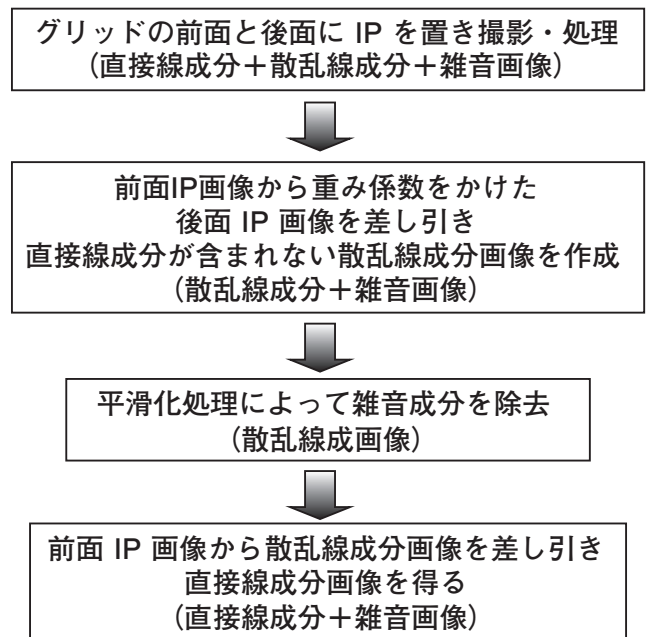 グリッドの前面と後面に IP を置き撮影・処理
(直接線成分＋散乱線成分＋雑音画像)
前面IP画像から重み係数をかけた
後面 IP 画像を差し引き
直接線成分が含まれない散乱線成分画像を作成
(散乱線成分＋雑音画像)
平滑化処理によって雑音成分を除去
(散乱線成画像)
前面 IP 画像から散乱線成分画像を差し引き
直接線成分画像を得る
(直接線成分＋雑音画像)